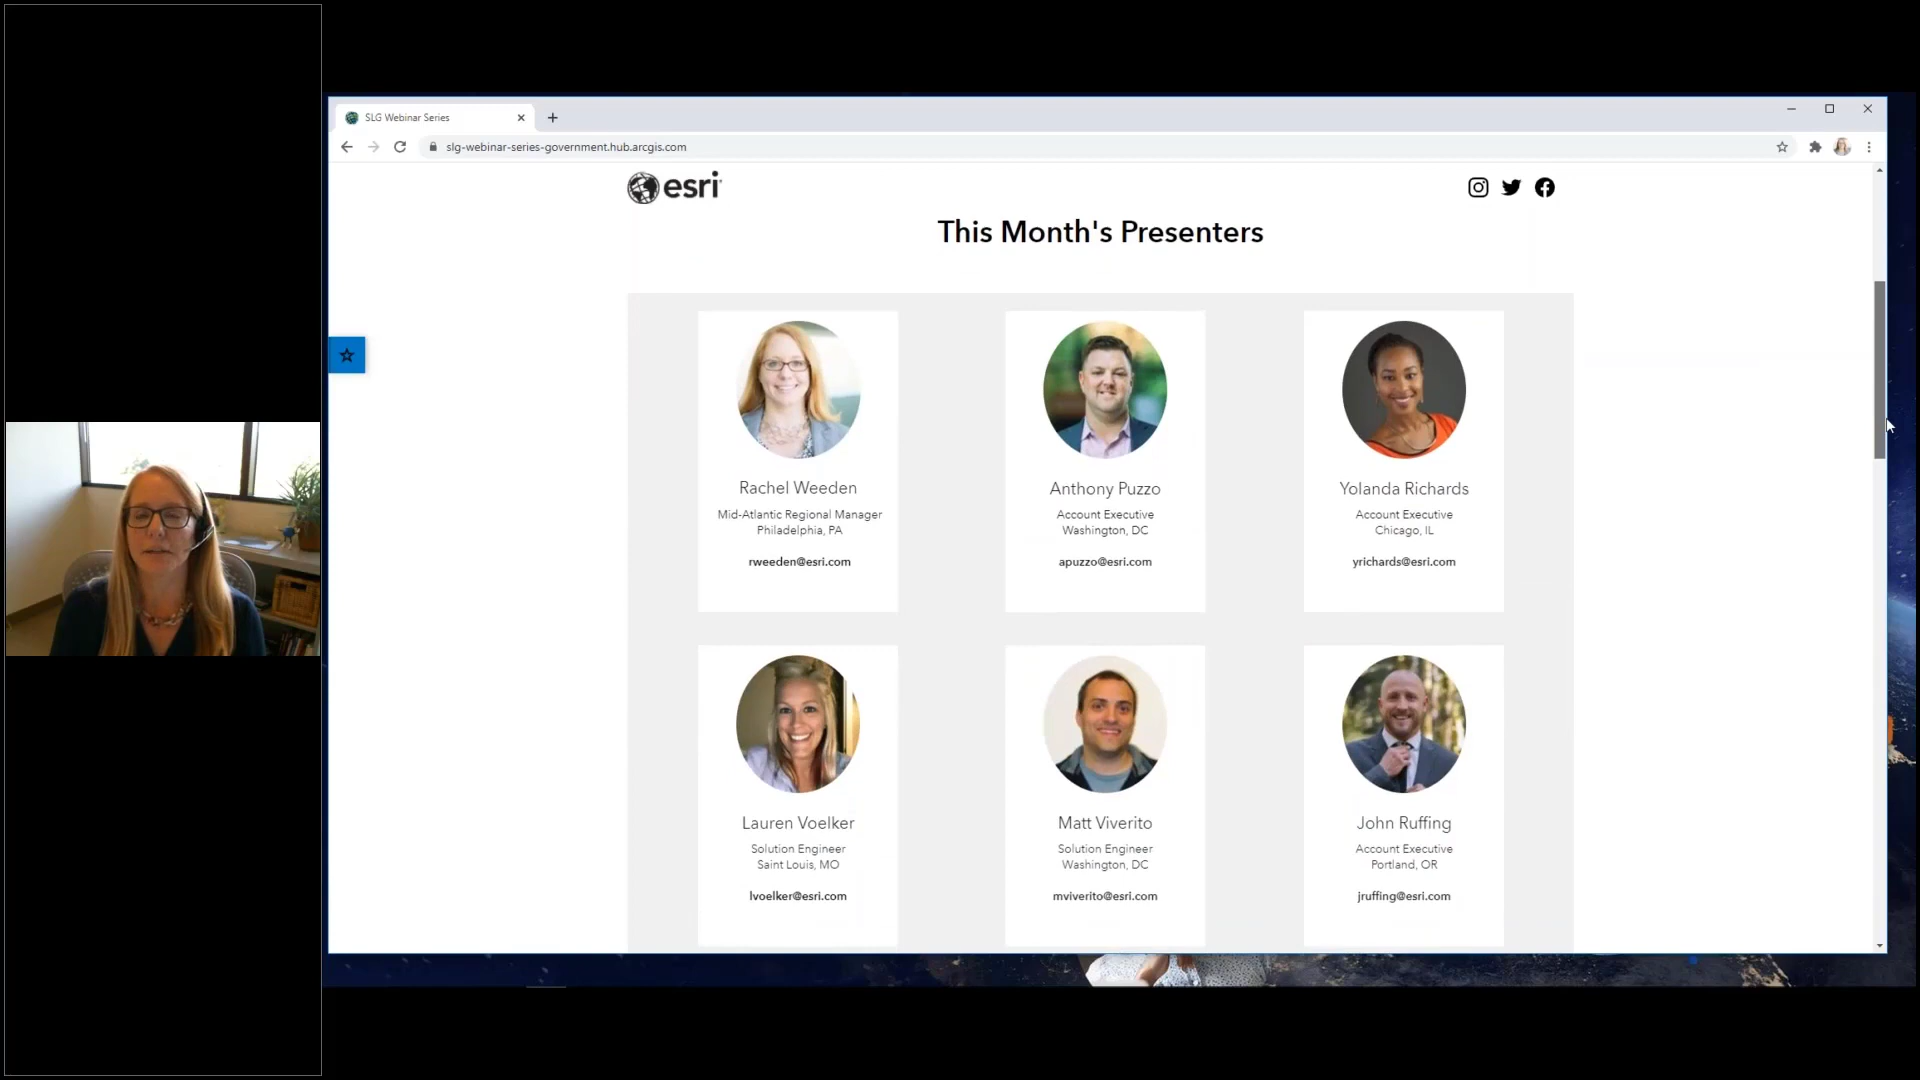 SLG Webinar Series
slg-webinar-series-government.hub.arcgis.com
esri
This Month's Presenters
Rachel Weeden
Mid-Atlantic Regional Manager
Philadelphia, PA
rweeden@esri.com
Anthony Puzzo
Account Executive
Washington, DC
apuzzo@esri.com
Yolanda Richards
Account Executive
Chicago, IL
yrichards@esri.com
Lauren Voelker
Solution Engineer
Saint Louis, MO
lvoelker@esri.com
Matt Viverito
Solution Engineer
Washington, DC
mviverito@esri.com
John Ruffing
Account Executive
Portland, OR
jruffing@esri.com